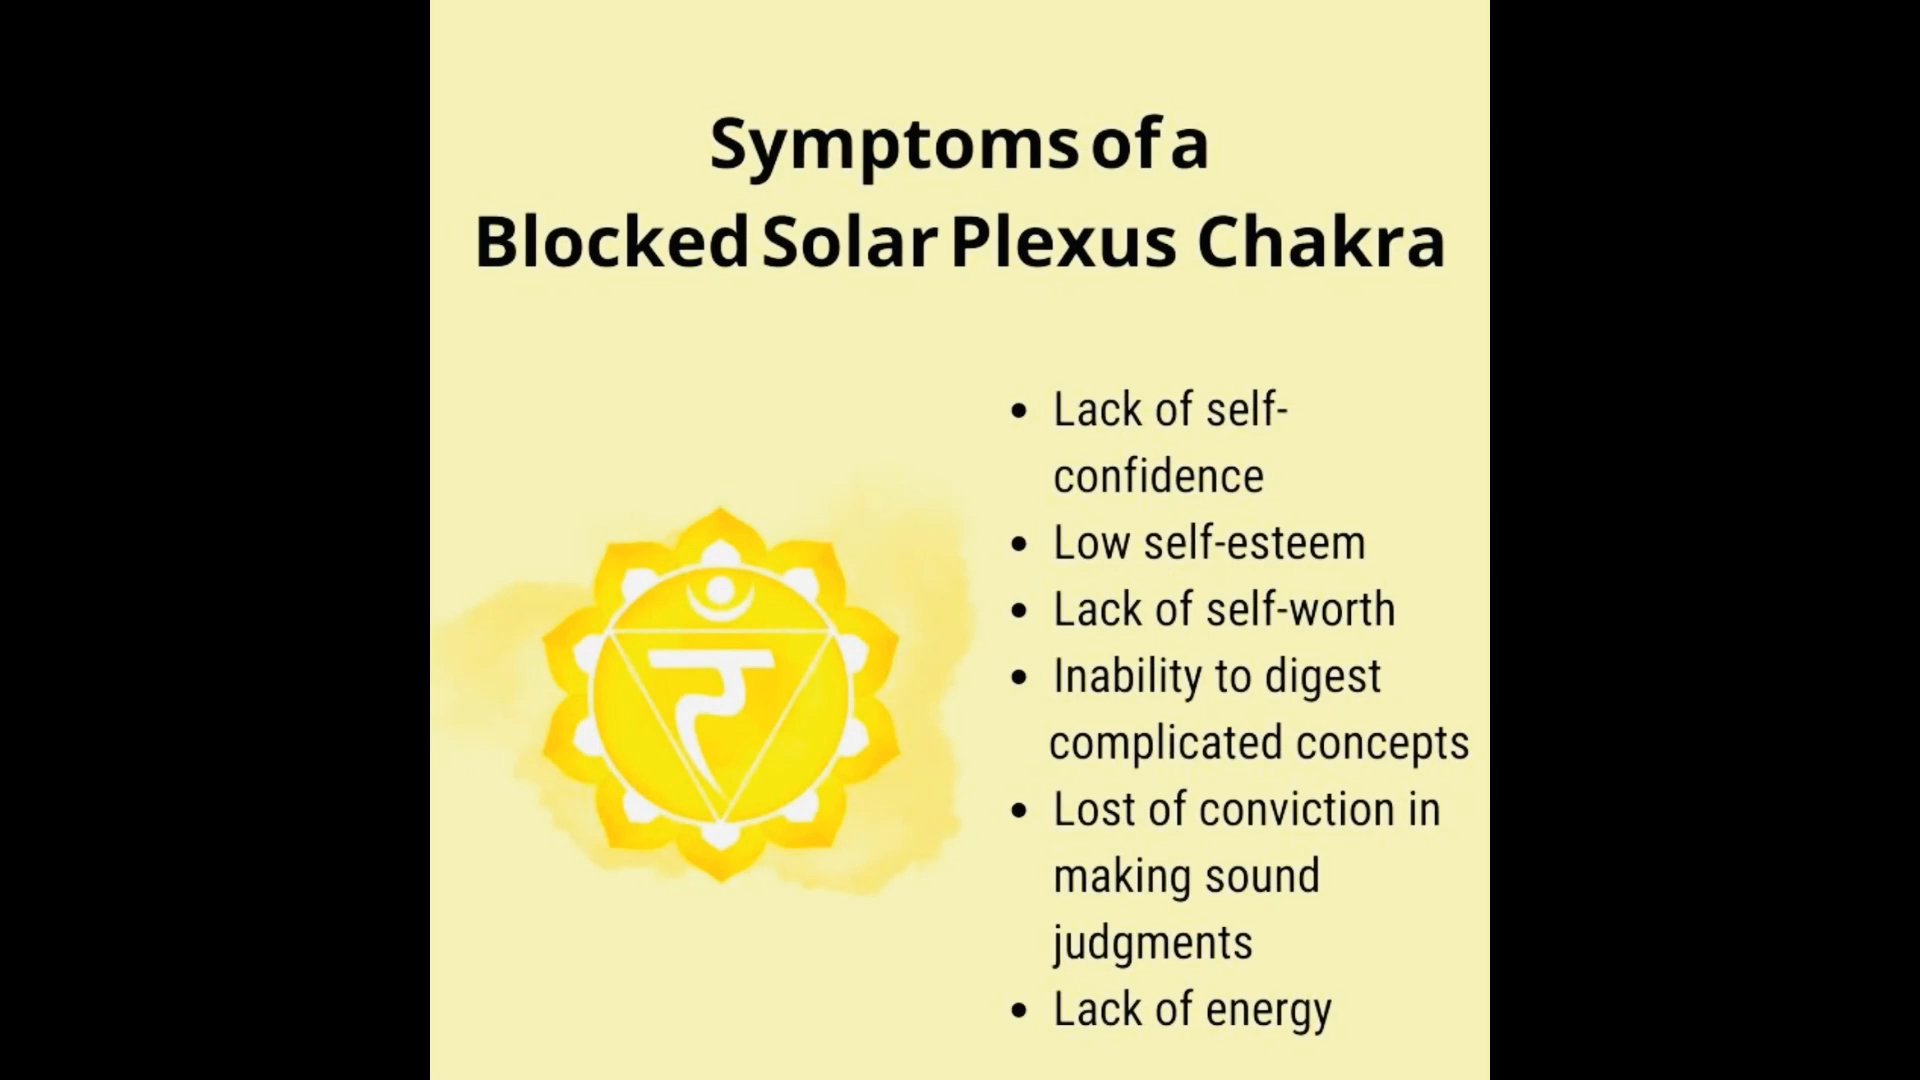 Symptoms of a
Blocked Solar Plexus Chakra
• Lack of self-
confidence
• Low self-esteem
• Lack of self-worth
• Inability to digest
complicated concepts
• Lost of conviction in
making sound
judgments
• Lack of energy
रं